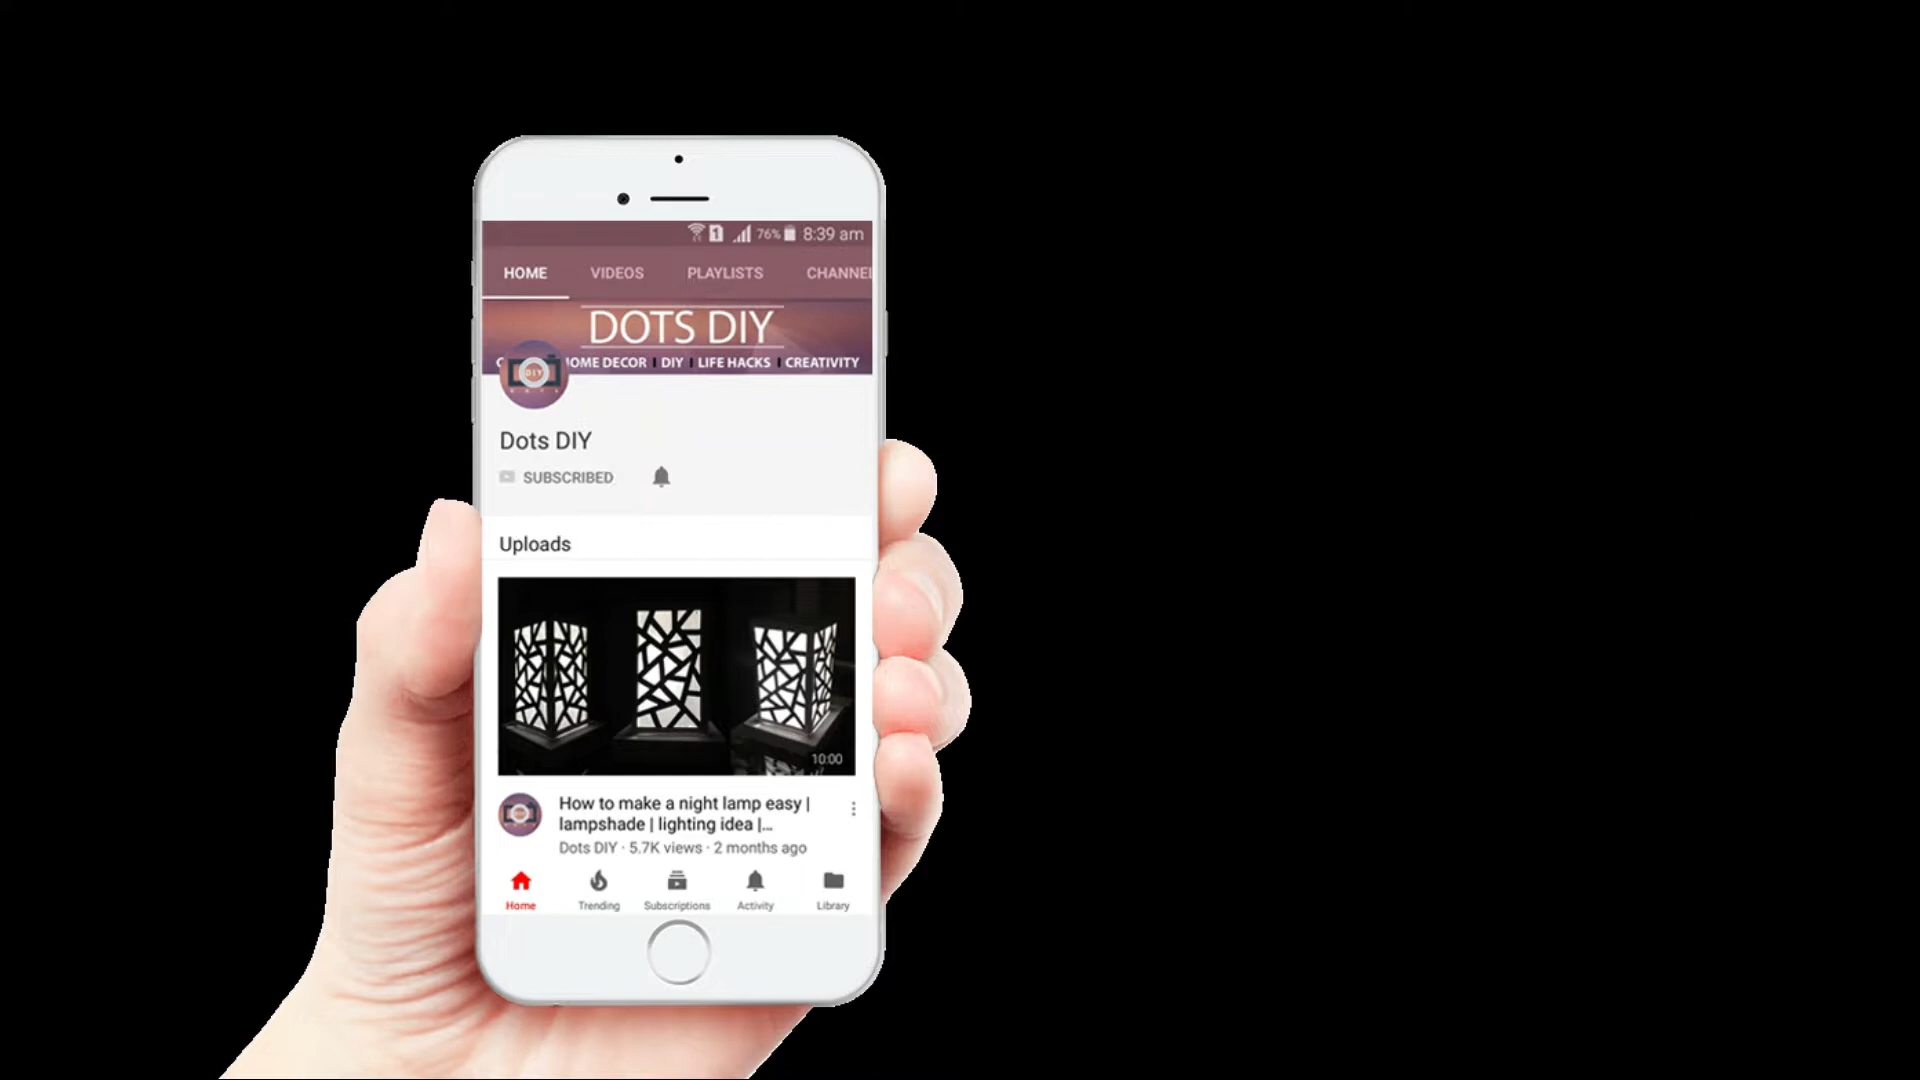 76% 8:39 am
HOME VIDEOS PLAYLISTS CHANNEL
DOTS DIY
HOME DECOR | DIY | LIFE HACKS | CREATIVITY
DIY
Dots DIY
SUBSCRIBED
Uploads
10:00
How to make a night lamp easy |
lampshade | lighting idea |...
Dots DIY · 5.7K views · 2 months ago
Home Trending Subscriptions Activity Library